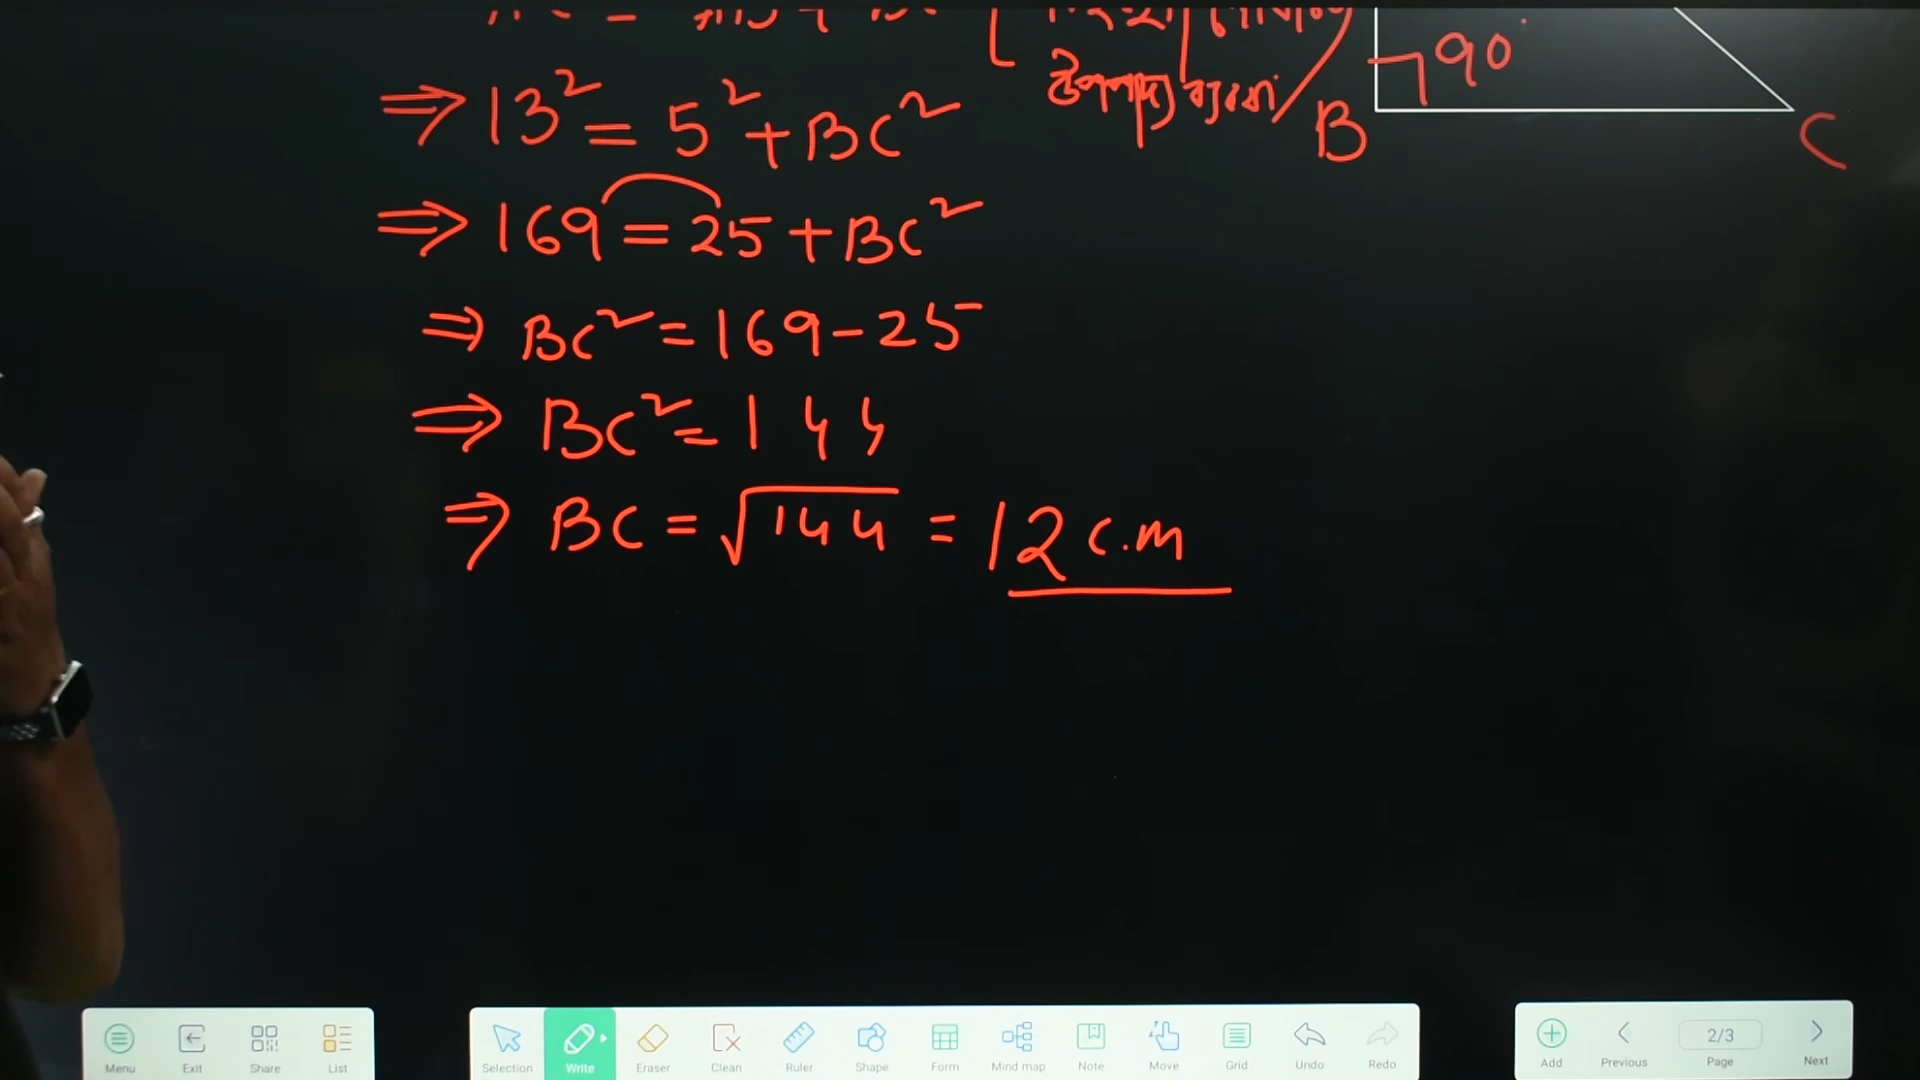 ⇒ 13² = 5² + BC²
B
90°
C
⇒ 169 = 25 + BC²
⇒ BC² = 169 - 25
⇒ BC² = 144
⇒ BC = √144 = 12 c.m
Menu Exit Share List
Selection Write Eraser Clean Ruler Shape Form Mind map Note Move Grid Undo Redo
Add Previous 2/3 Page Next